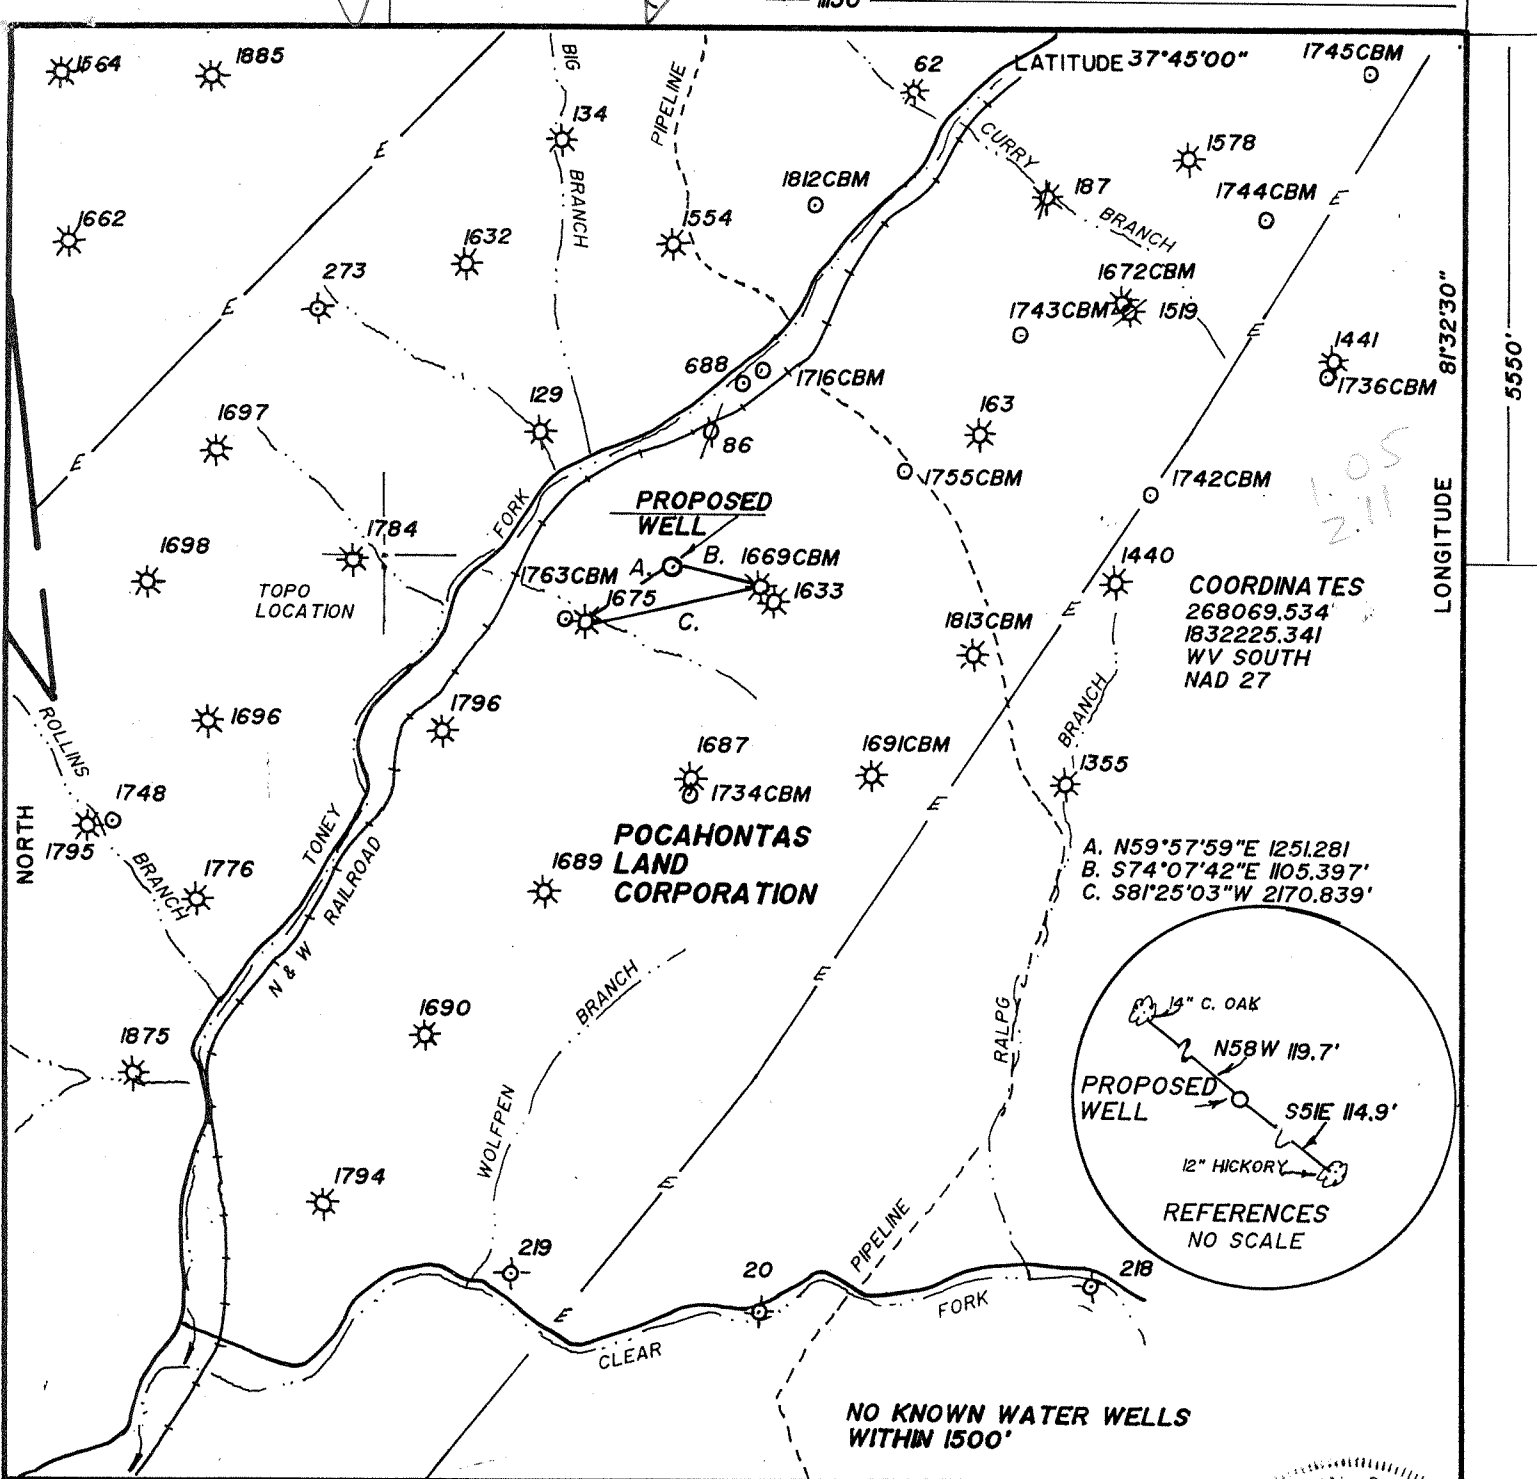 1564
1885
BIG
PIPELINE
62
LATITUDE 37°45'00"
1745CBM
134
E
CURRY
1578
1812CBM
187
1744CBM
E
1662
1632
BRANCH
1554
BRANCH
273
1672CBM
E
1743CBM
1519
E
1441
81°32'30"
5550'
688
1716CBM
1736CBM
129
163
1697
86
E
1755CBM
1742CBM
1.05
2.11
LONGITUDE
FORK
PROPOSED
WELL
1784
1698
A.
B.
1669CBM
1440
1763CBM
TOPO
LOCATION
1675
1633
C.
E
1813CBM
COORDINATES
268069.534'
1832225.341
WV SOUTH
NAD 27
ROLLINS
1696
1796
BRANCH
1687
1691CBM
1355
1748
1734CBM
E
NORTH
1795
TONEY
POCAHONTAS
LAND
CORPORATION
1689
BRANCH
1776
RAILROAD
A. N59°57'59"E 1251.281
B. S74°07'42"E 1105.397'
C. S81°25'03"W 2170.839'
N & W
E
BRANCH
1690
RALPG
1875
14" C. OAK
N58W 119.7'
PROPOSED
WELL
S51E 114.9'
12" HICKORY
REFERENCES
NO SCALE
WOLFPEN
1794
E
PIPELINE
219
20
218
E
FORK
CLEAR
NO KNOWN WATER WELLS
WITHIN 1500'